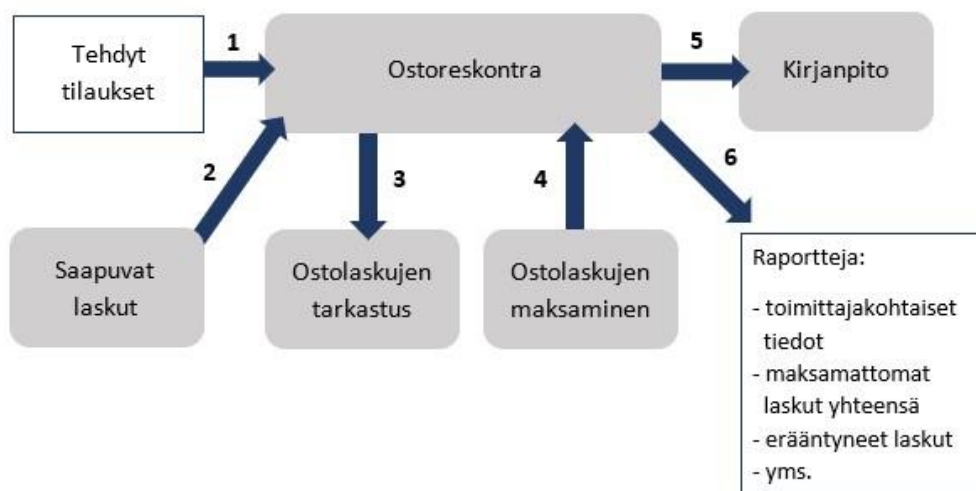 Tehdyt
tilaukset
1
Ostoreskontra
5
Kirjanpito
2
3
4
6
Saapuvat
laskut
Ostolaskujen
tarkastus
Ostolaskujen
maksaminen
Raportteja:
- toimittajakohtaiset
tiedot
- maksamattomat
laskut yhteensä
- erääntyneet laskut
- yms.